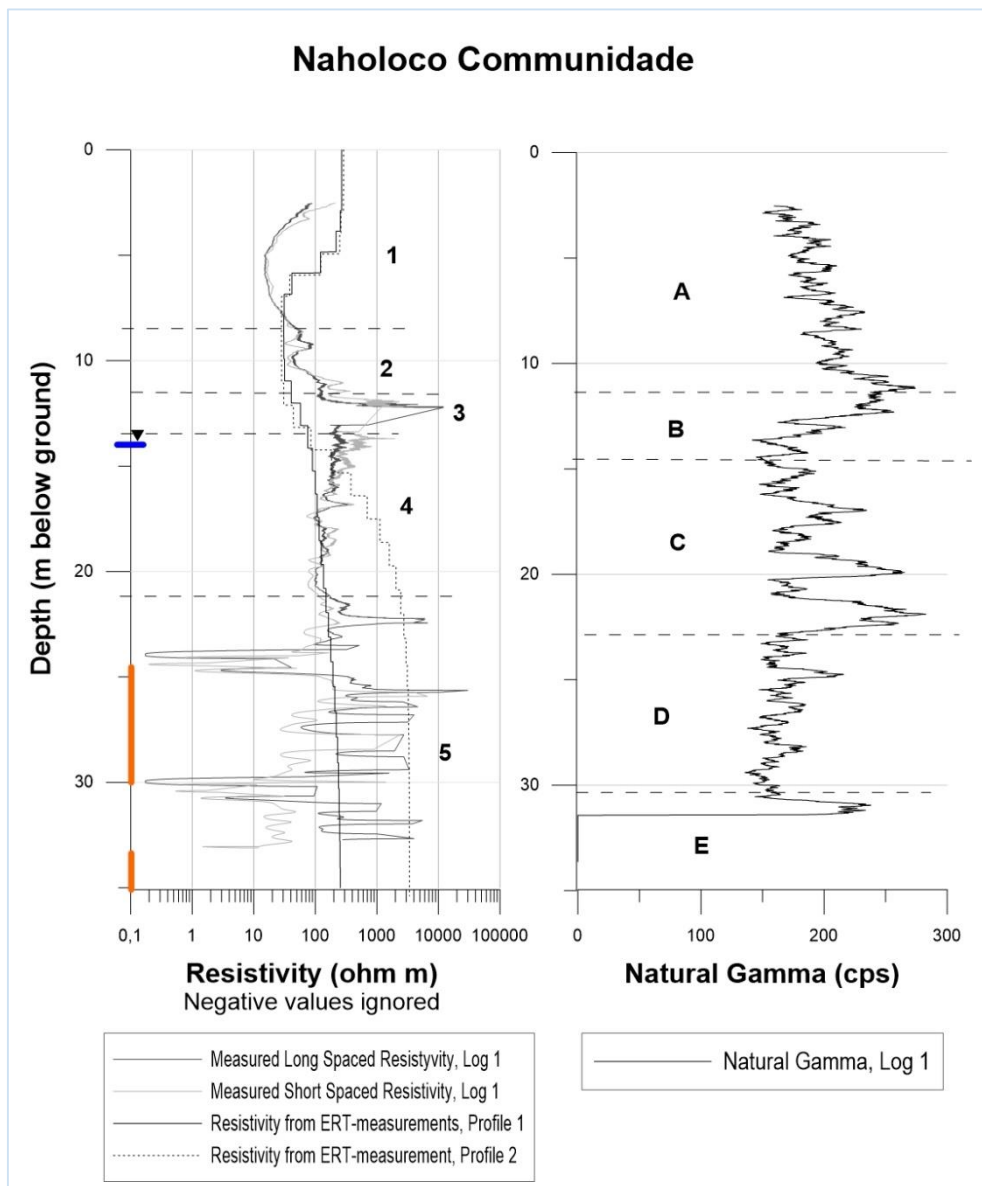 Naholoco Communidade
0
10
20
30
Depth (m below ground)
1
2
3
4
5
0,1 1 10 100 1000 10000 100000
Resistivity (ohm m)
Negative values ignored
Measured Long Spaced Resistyvity, Log 1
Measured Short Spaced Resistivity, Log 1
Resistivity from ERT-measurements, Profile 1
Resistivity from ERT-measurement, Profile 2
0
10
20
30
A
B
C
D
E
0 100 200 300
Natural Gamma (cps)
Natural Gamma, Log 1